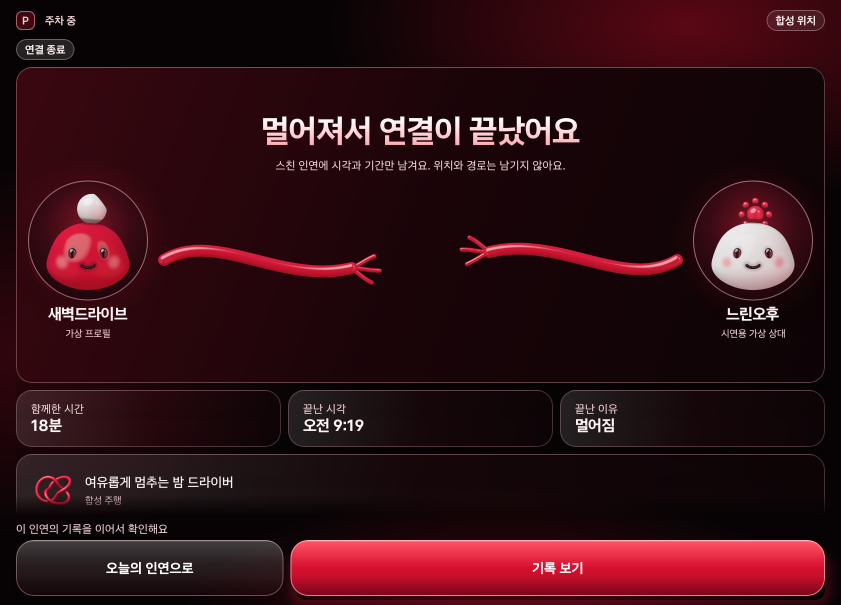 P 주차 중
합성 위치
연결 종료
멀어져서 연결이 끝났어요
스친 인연에 시각과 기간만 남겨요. 위치와 경로는 남기지 않아요.
새벽드라이브
가상 프로필
느린오후
시연용 가상 상대
함께한 시간
18분
끝난 시각
오전 9:19
끝난 이유
멀어짐
여유롭게 멈추는 밤 드라이버
합성 주행
이 인연의 기록을 이어서 확인해요
오늘의 인연으로
기록 보기